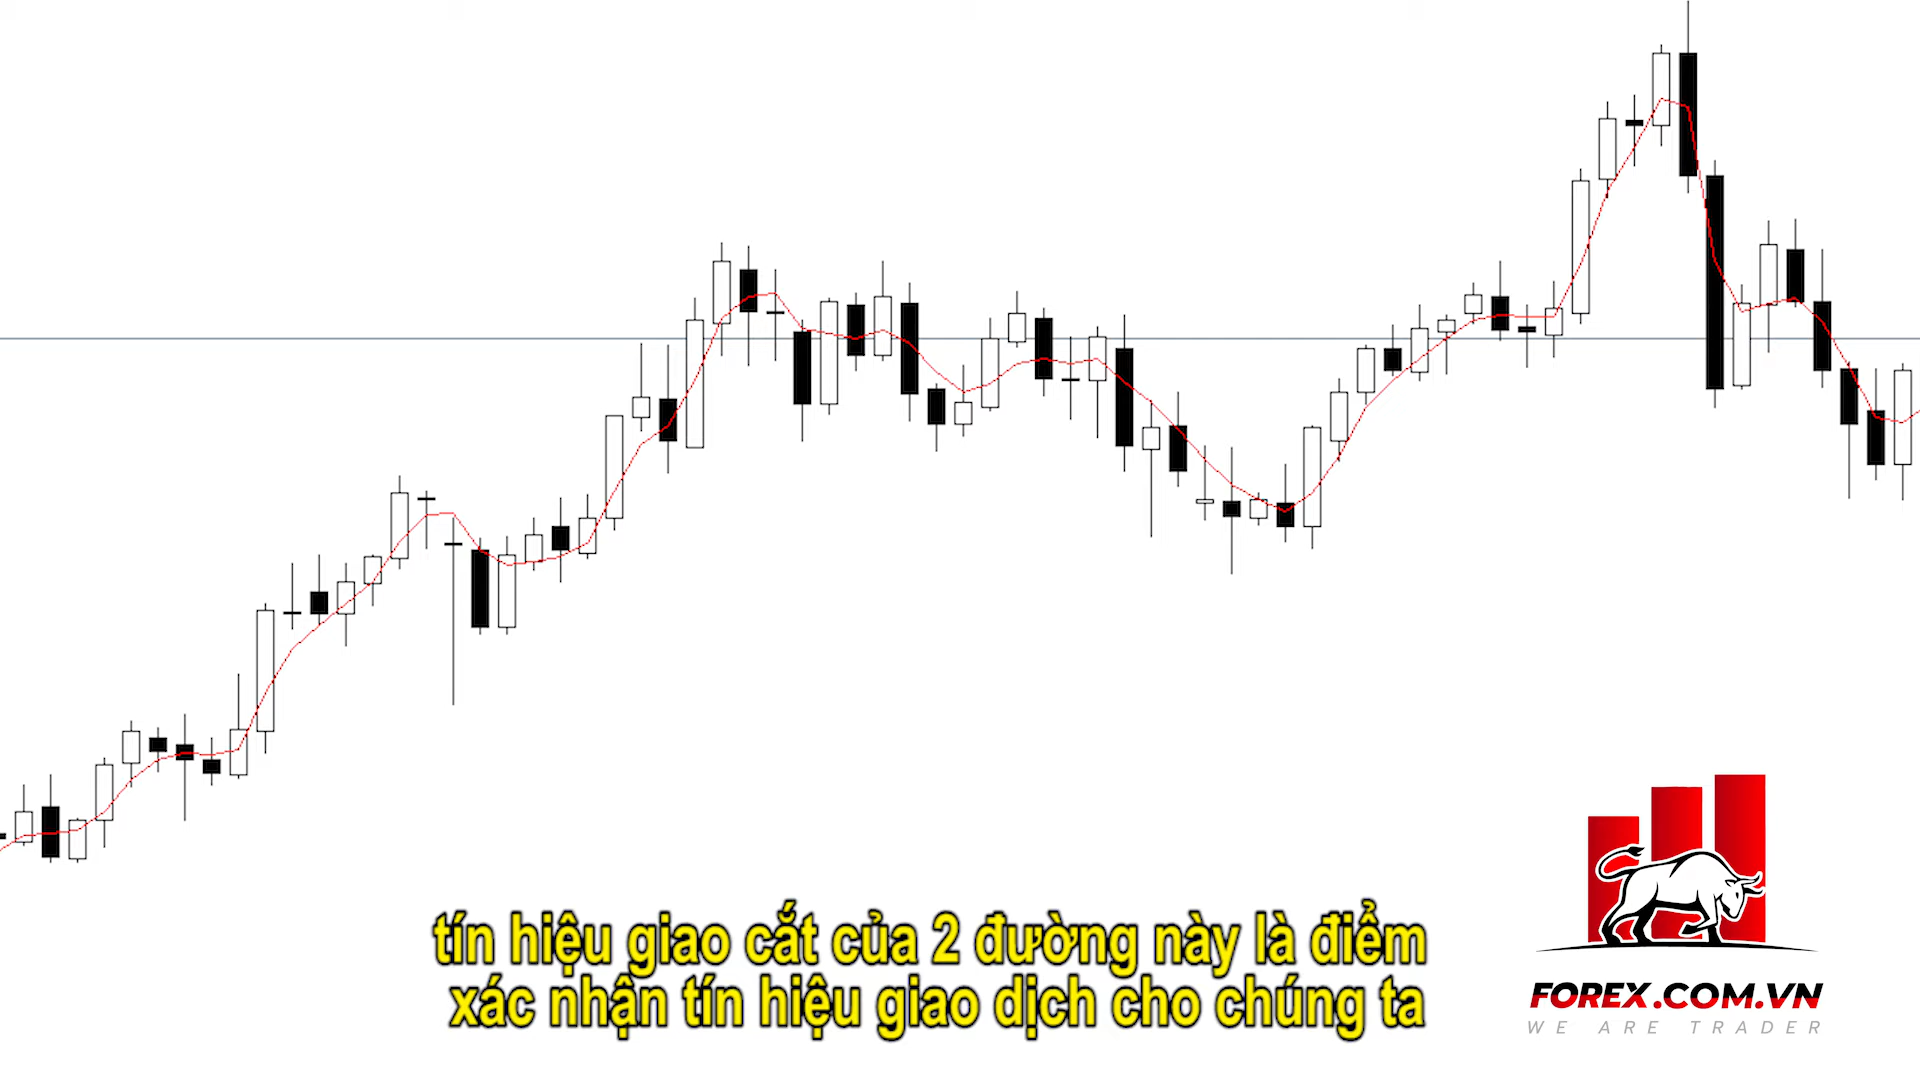 tín hiệu giao cắt của 2 đường này là điểm
xác nhận tín hiệu giao dịch cho chúng ta
FOREX.COM.VN
WE ARE TRADER